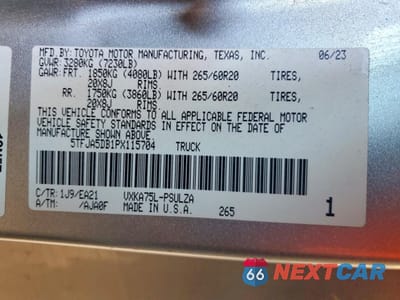 MFD.BY:TOYOTA MOTOR MANUFACTURING, TEXAS, INC. 06/23
GVWR:3280KG (7230LB)
GAWR:FRT. 1850KG (4080LB) WITH 265/60R20 TIRES,
20X8J RIMS,
RR. 1750KG (3860LB) WITH 265/60R20 TIRES,
20X8J RIMS,
THIS VEHICLE CONFORMS TO ALL APPLICABLE FEDERAL MOTOR
VEHICLE SAFETY STANDARDS IN EFFECT ON THE DATE OF
MANUFACTURE SHOWN ABOVE.
5TFJA5DB1PX115704 TRUCK
C/TR:1J9/EA21 VXKA75L-PSULZA
A/TM: /AJA0F MADE IN U.S.A. 265 1
66 NEXTCAR